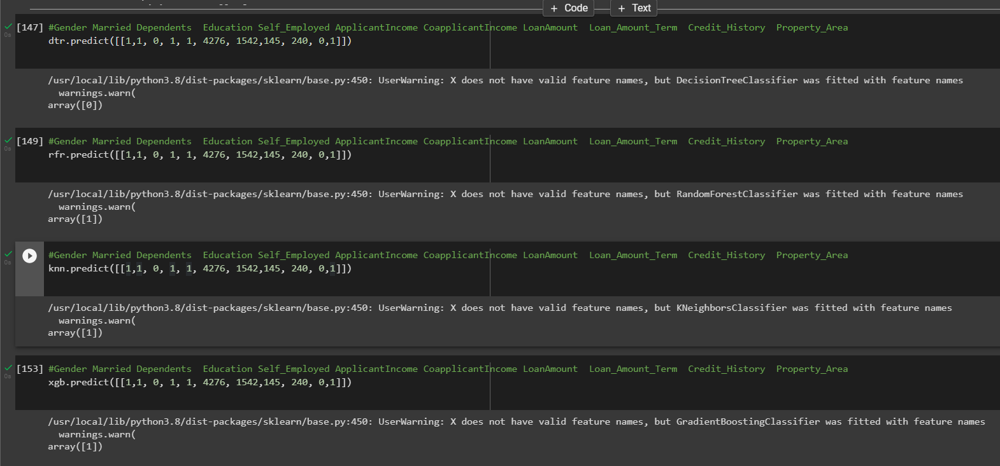 + Code + Text
[147] #Gender Married Dependents  Education Self_Employed ApplicantIncome CoapplicantIncome LoanAmount  Loan_Amount_Term  Credit_History  Property_Area
dtr.predict([[1,1, 0, 1, 1, 4276, 1542,145, 240, 0,1]])
0s
/usr/local/lib/python3.8/dist-packages/sklearn/base.py:450: UserWarning: X does not have valid feature names, but DecisionTreeClassifier was fitted with feature names
warnings.warn(
array([0])
[149] #Gender Married Dependents  Education Self_Employed ApplicantIncome CoapplicantIncome LoanAmount  Loan_Amount_Term  Credit_History  Property_Area
rfr.predict([[1,1, 0, 1, 1, 4276, 1542,145, 240, 0,1]])
0s
/usr/local/lib/python3.8/dist-packages/sklearn/base.py:450: UserWarning: X does not have valid feature names, but RandomForestClassifier was fitted with feature names
warnings.warn(
array([1])
#Gender Married Dependents  Education Self_Employed ApplicantIncome CoapplicantIncome LoanAmount  Loan_Amount_Term  Credit_History  Property_Area
knn.predict([[1,1, 0, 1, 1, 4276, 1542,145, 240, 0,1]])
0s
/usr/local/lib/python3.8/dist-packages/sklearn/base.py:450: UserWarning: X does not have valid feature names, but KNeighborsClassifier was fitted with feature names
warnings.warn(
array([1])
[153] #Gender Married Dependents  Education Self_Employed ApplicantIncome CoapplicantIncome LoanAmount  Loan_Amount_Term  Credit_History  Property_Area
xgb.predict([[1,1, 0, 1, 1, 4276, 1542,145, 240, 0,1]])
0s
/usr/local/lib/python3.8/dist-packages/sklearn/base.py:450: UserWarning: X does not have valid feature names, but GradientBoostingClassifier was fitted with feature names
warnings.warn(
array([1])